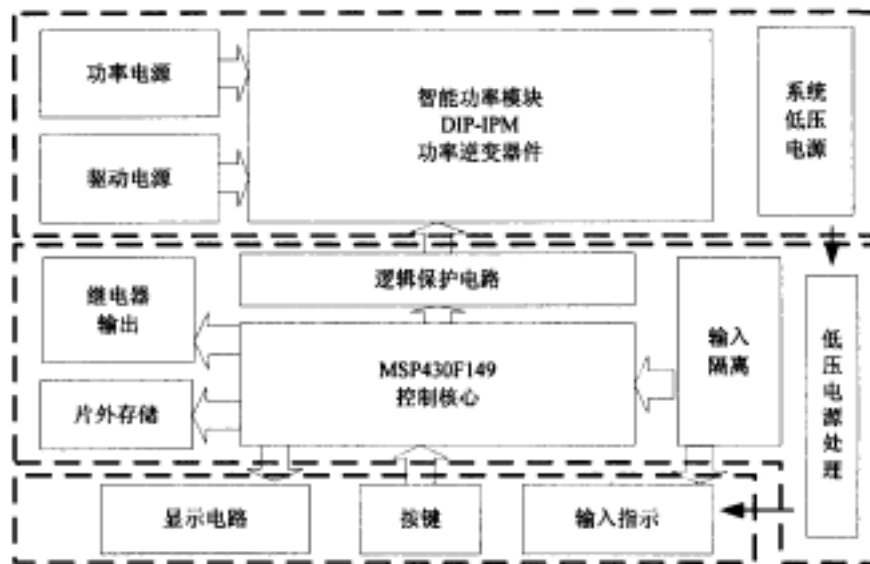 功率电源
智能功率模块
DIP-IPM
功率逆变器件
系统
低压
电源
驱动电源
逻辑保护电路
继电器
输出
MSP430F149
控制核心
输入
隔离
低
压
电
源
处
理
片外存储
显示电路
按键
输入指示